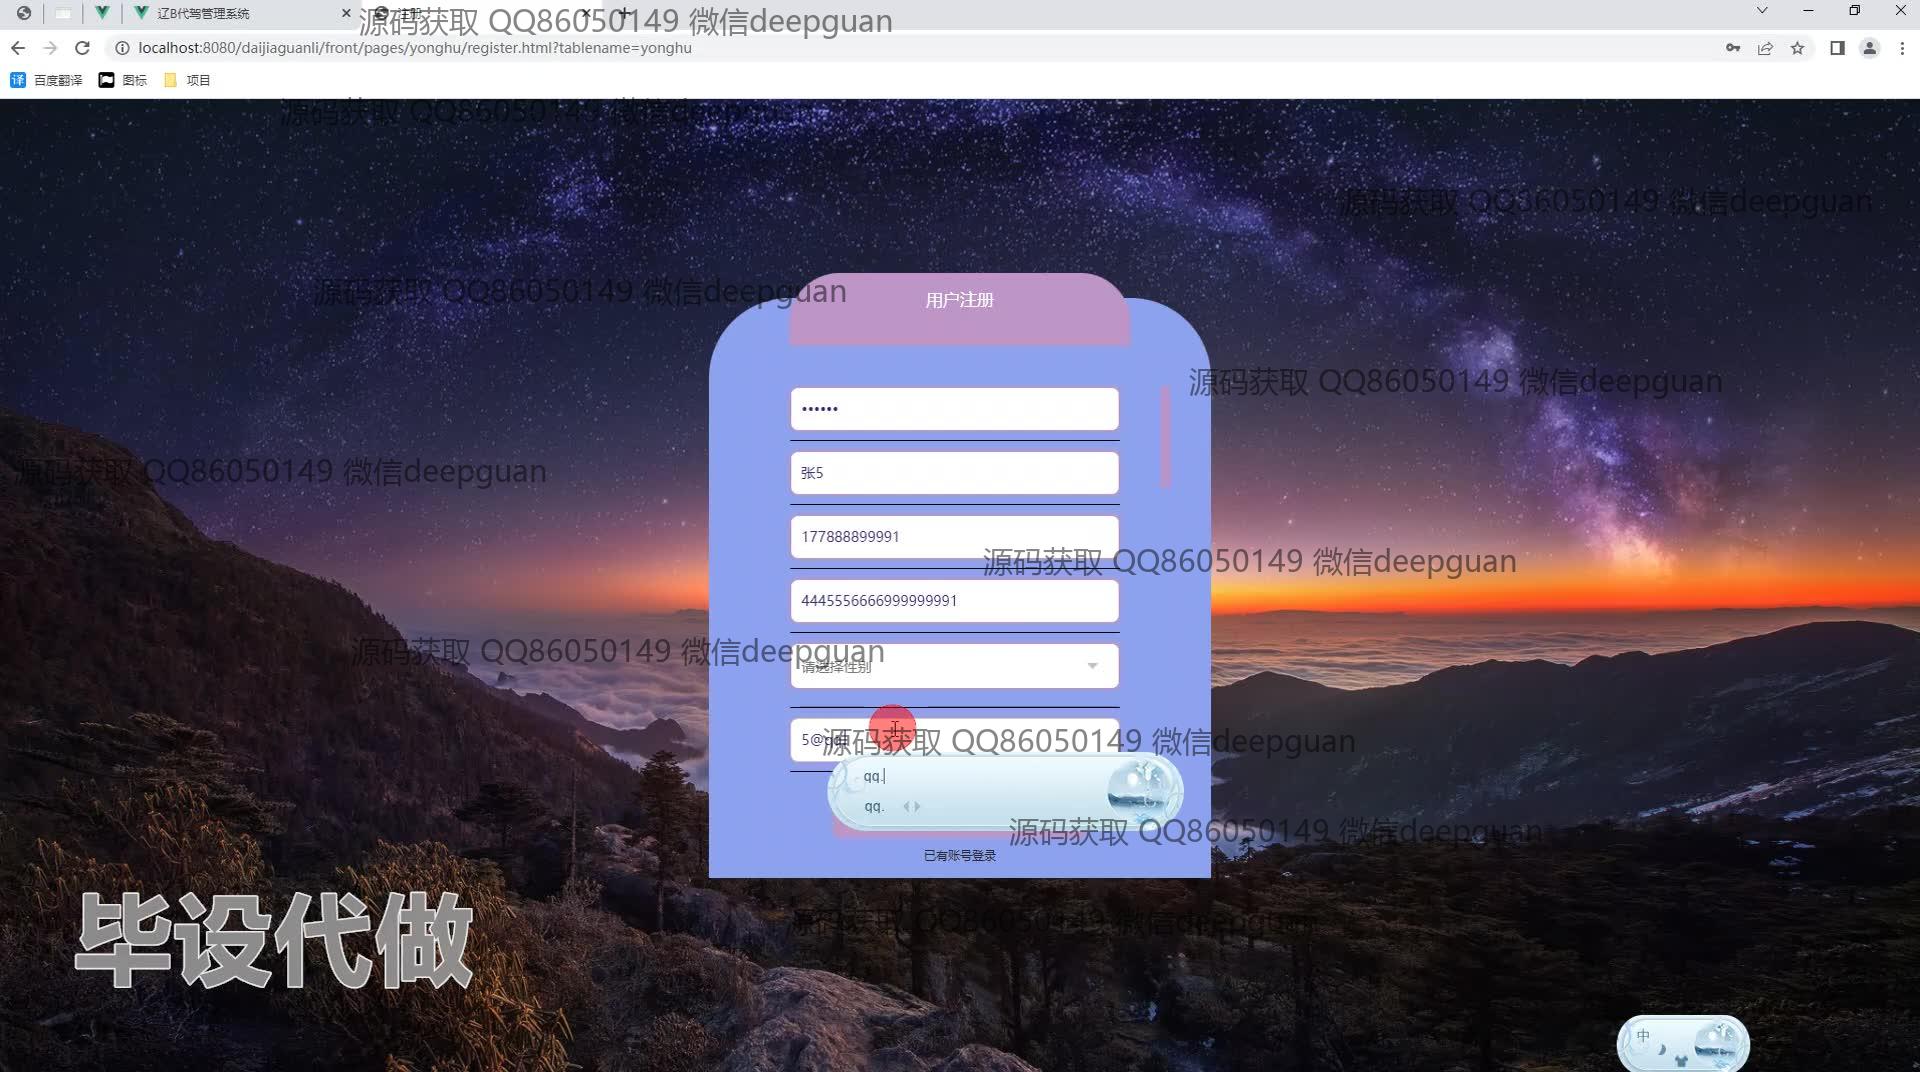 辽B代驾管理系统
注册
源码获取 QQ86050149 微信deepguan
localhost:8080/daijiaguanli/front/pages/yonghu/register.html?tablename=yonghu
译 百度翻译 图标 项目
源码获取 QQ86050149 微信deepguan
源码获取 QQ86050149 微信deepguan
源码获取 QQ86050149 微信deepguan
用户注册
源码获取 QQ86050149 微信deepguan
••••••
源码获取 QQ86050149 微信deepguan
张5
177888899991
源码获取 QQ86050149 微信deepguan
4445556666999999991
源码获取 QQ86050149 微信deepguan
请选择性别
源码获取 QQ86050149 微信deepguan
5@qq.
qq.
qq.
源码获取 QQ86050149 微信deepguan
已有账号登录
源码获取 QQ86050149 微信deepguan
毕设代做
中